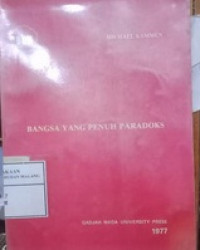 MICHAEL KAMMEN
BANGSA YANG PENUH PARADOKS
GADJAH MADA UNIVERSITY PRESS
1977